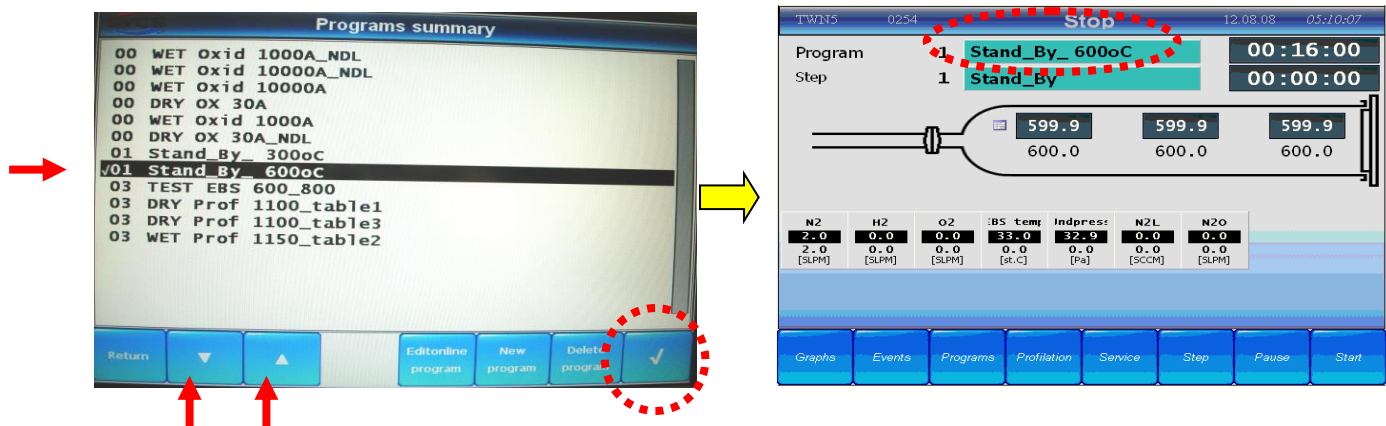 Programs summary
00 WET Oxid 1000A_NDL
00 WET Oxid 10000A_NDL
00 WET Oxid 10000A
00 DRY OX 30A
00 WET Oxid 1000A
00 DRY OX 30A_NDL
01 Stand_By_ 300oC
√01 Stand_By_ 600oC
03 TEST EBS 600_800
03 DRY Prof 1100_table1
03 DRY Prof 1100_table3
03 WET Prof 1150_table2
Return ▼ ▲ Editonline program New program Delete program √
TWN5 0254 Stop 12.08.08 05:10:07
Program 1 Stand_By_ 600oC 00:16:00
Step 1 Stand_By 00:00:00
599.9 599.9 599.9
600.0 600.0 600.0
N2 H2 O2 EBS temp Indpress N2L N2O
2.0 0.0 0.0 33.0 32.9 0.0 0.0
2.0 0.0 0.0 0.0 0.0 0.0 0.0
[SLPM] [SLPM] [SLPM] [st.C] [Pa] [SCCM] [SLPM]
Graphs Events Programs Profilation Service Step Pause Start